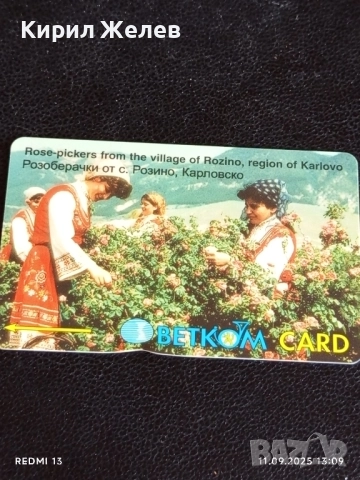 Кирил Желев
Rose-pickers from the village of Rozino, region of Karlovo
Розоберачки от с. Розино, Карловско
BETKOM CARD
REDMI 13
11.09.2025 13:09
BAZAR